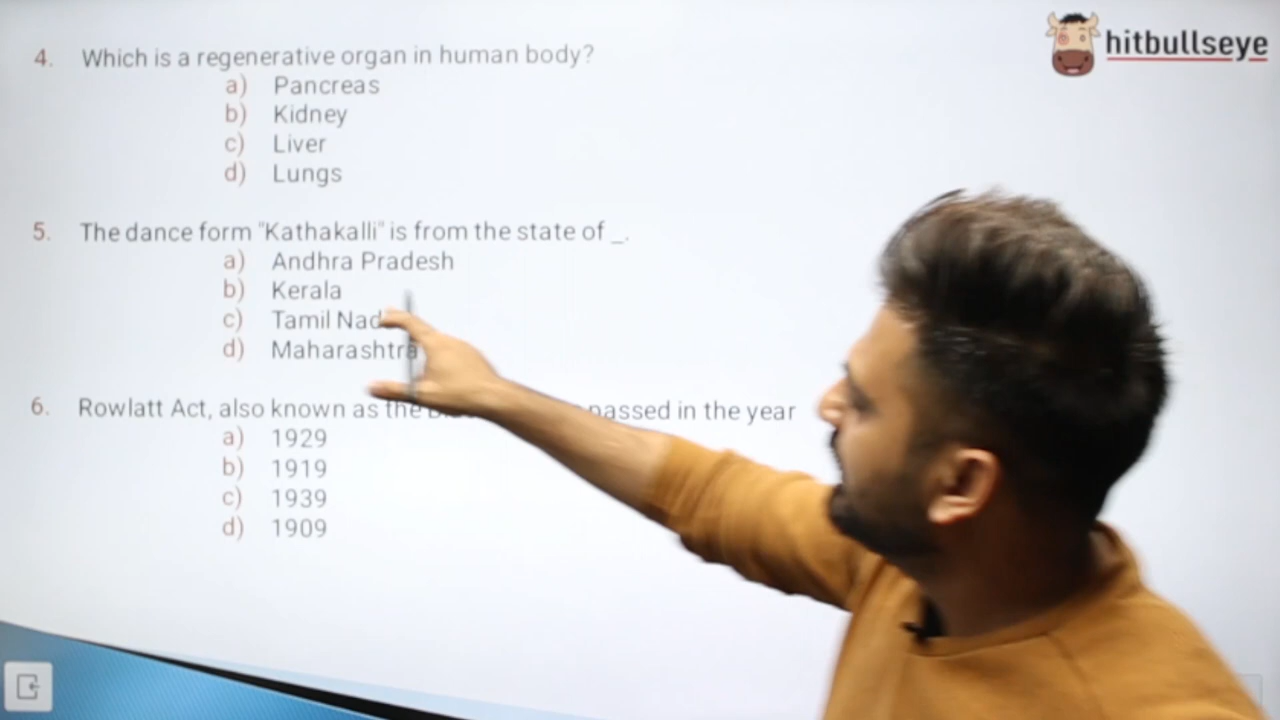 hitbullseye
4. Which is a regenerative organ in human body?
a) Pancreas
b) Kidney
c) Liver
d) Lungs
5. The dance form "Kathakalli" is from the state of _.
a) Andhra Pradesh
b) Kerala
c) Tamil
d) Maharashtra
6. Rowlatt Act, also known as the passed in the year
a) 1929
b) 1919
c) 1939
d) 1909